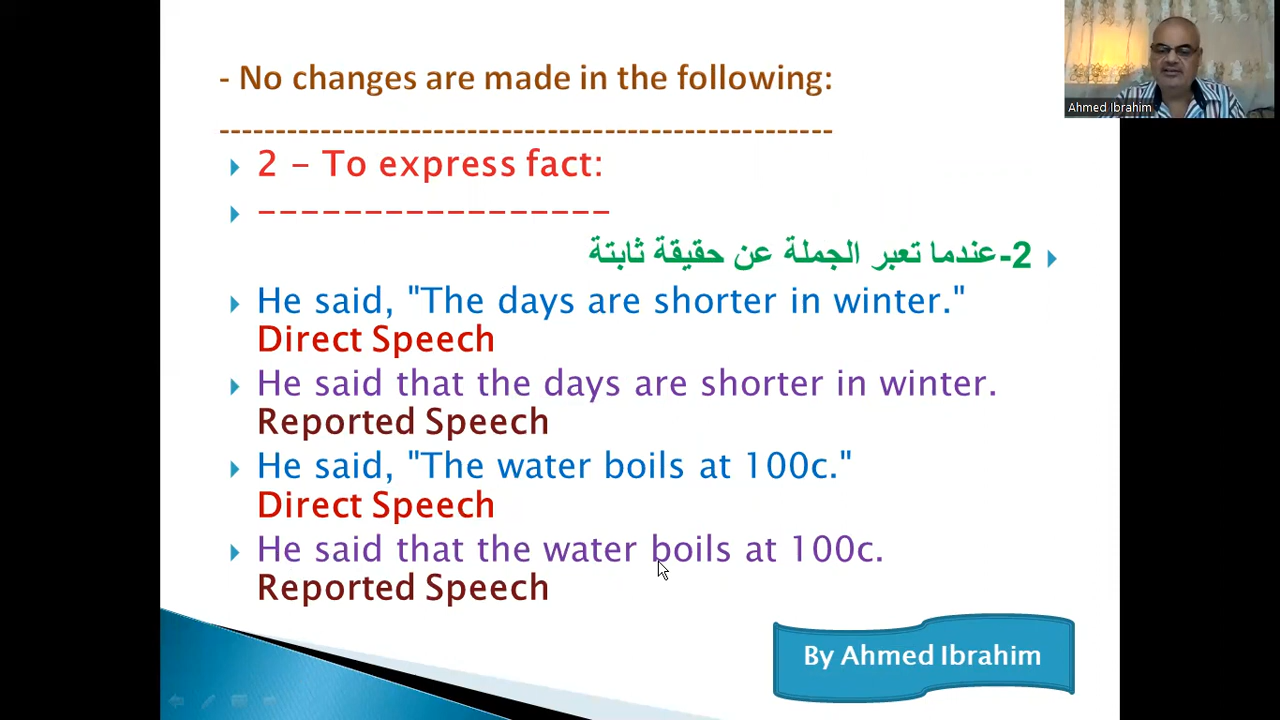 - No changes are made in the following:
-------------------------------------------------------
2 - To express fact:
-----------------
2-عندما تعبر الجملة عن حقيقة ثابتة
He said, "The days are shorter in winter."
Direct Speech
He said that the days are shorter in winter.
Reported Speech
He said, "The water boils at 100c."
Direct Speech
He said that the water boils at 100c.
Reported Speech
By Ahmed Ibrahim
Ahmed Ibrahim